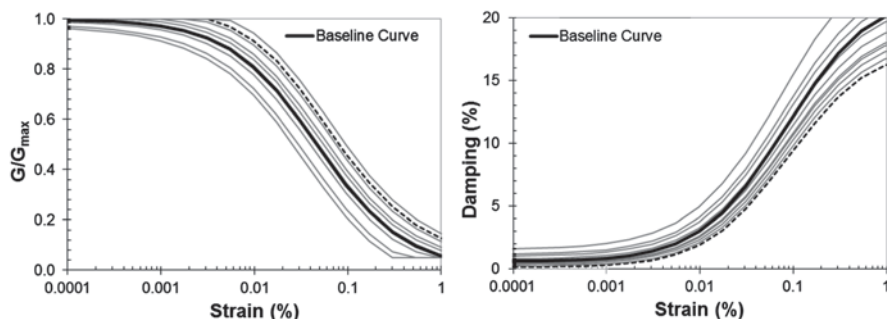 1.0
0.8
0.6
0.4
0.2
0.0
G/Gmax
Baseline Curve
0.0001 0.001 0.01 0.1 1
Strain (%)
20
15
10
5
0
Damping (%)
Baseline Curve
0.0001 0.001 0.01 0.1 1
Strain (%)